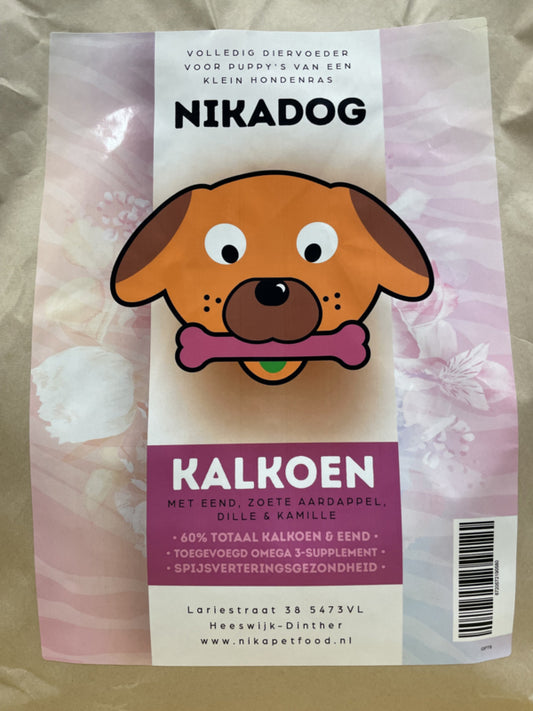 VOLLEDIG DIERVOEDER
VOOR PUPPY'S VAN EEN
KLEIN HONDENRAS
NIKADOG
KALKOEN
MET EEND, ZOETE AARDAPPEL,
DILLE & KAMILLE
• 60% TOTAAL KALKOEN & EEND •
• TOEGEVOEGD OMEGA 3-SUPPLEMENT •
• SPIJSVERTERINGSGEZONDHEID •
Lariestraat 38 5473VL
Heeswijk-Dinther
www.nikapetfood.nl